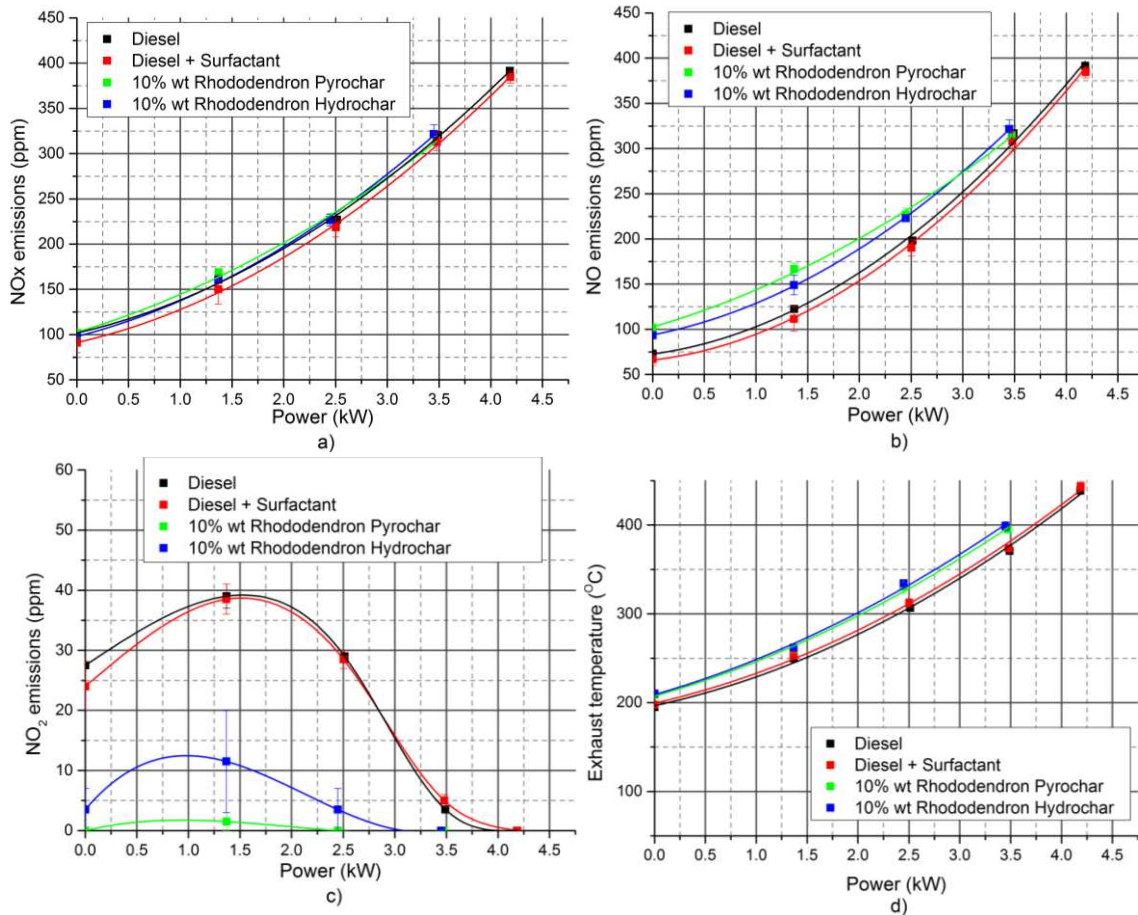 NOx emissions (ppm)
450
400
350
300
250
200
150
100
50
Diesel
Diesel + Surfactant
10% wt Rhododendron Pyrochar
10% wt Rhododendron Hydrochar
0.0 0.5 1.0 1.5 2.0 2.5 3.0 3.5 4.0 4.5
Power (kW)
a)
NO emissions (ppm)
450
400
350
300
250
200
150
100
50
Diesel
Diesel + Surfactant
10% wt Rhododendron Pyrochar
10% wt Rhododendron Hydrochar
0.0 0.5 1.0 1.5 2.0 2.5 3.0 3.5 4.0 4.5
Power (kW)
b)
NO2 emissions (ppm)
60
50
40
30
20
10
0
Diesel
Diesel + Surfactant
10% wt Rhododendron Pyrochar
10% wt Rhododendron Hydrochar
0.0 0.5 1.0 1.5 2.0 2.5 3.0 3.5 4.0 4.5
Power (kW)
c)
Exhaust temperature (°C)
400
300
200
100
Diesel
Diesel + Surfactant
10% wt Rhododendron Pyrochar
10% wt Rhododendron Hydrochar
0.0 0.5 1.0 1.5 2.0 2.5 3.0 3.5 4.0 4.5
Power (kW)
d)